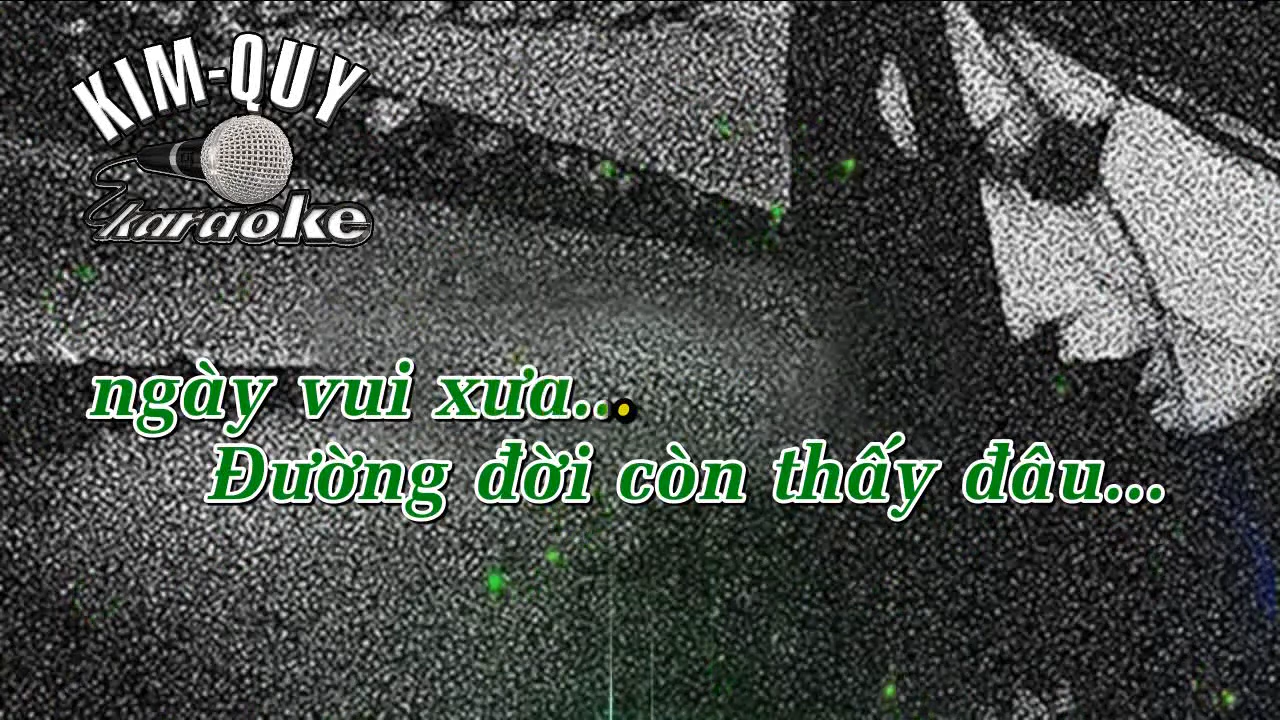 KIM-QUY
karaoke
ngày vui xưa...
Đường đời còn thấy đâu...